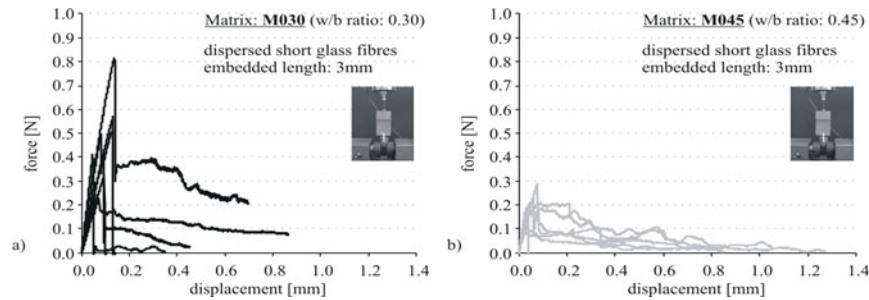 Matrix: M030 (w/b ratio: 0.30)
dispersed short glass fibres
embedded length: 3mm
force [N]
1.0
0.9
0.8
0.7
0.6
0.5
0.4
0.3
0.2
0.1
0.0
a)
0.0 0.2 0.4 0.6 0.8 1.0 1.2 1.4
displacement [mm]
Matrix: M045 (w/b ratio: 0.45)
dispersed short glass fibres
embedded length: 3mm
force [N]
1.0
0.9
0.8
0.7
0.6
0.5
0.4
0.3
0.2
0.1
0.0
b)
0.0 0.2 0.4 0.6 0.8 1.0 1.2 1.4
displacement [mm]